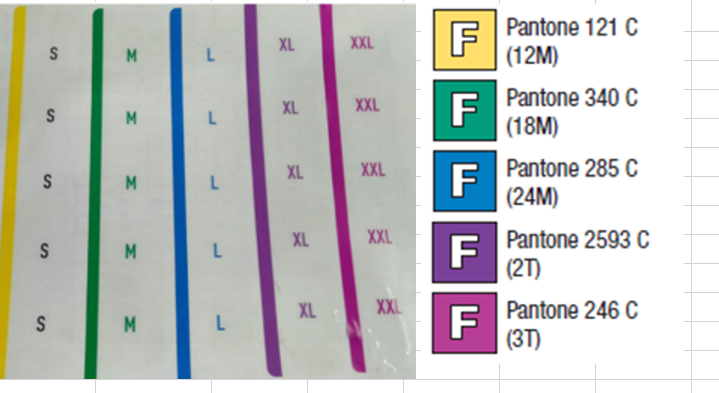 S M L XL XXL
S M L XL XXL
S M L XL XXL
S M L XL XXL
S M L XL XXL
F Pantone 121 C
(12M)
F Pantone 340 C
(18M)
F Pantone 285 C
(24M)
F Pantone 2593 C
(2T)
F Pantone 246 C
(3T)